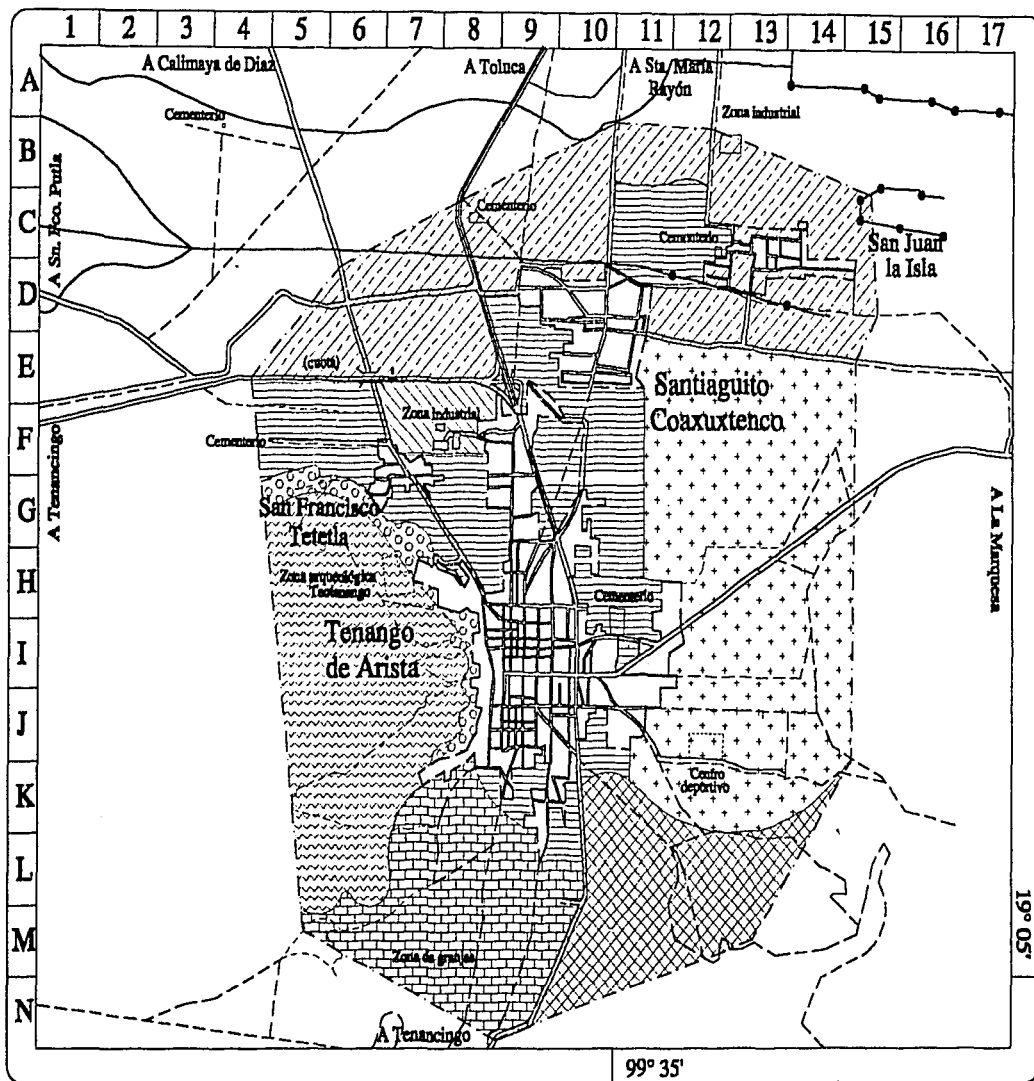 1 2 3 4 5 6 7 8 9 10 11 12 13 14 15 16 17
A
B
C
D
E
F
G
H
I
J
K
L
M
N
A Calimaya de Diaz
A Toluca
A Sta. María
Rayón
Zona industrial
Cementerio
A Sn. Fco. Putla
Cementerio
Cementerio
San Juan
la Isla
(cuota)
Santiaguito
Coaxuxtenco
Zona industrial
Cementerio
A Tenancingo
San Francisco
Tetetla
A La Marquesa
Zona arqueológica
Teotenango
Cementerio
Tenango
de Arista
Centro
deportivo
Zona de granjas
A Tenancingo
19° 05'
99° 35'